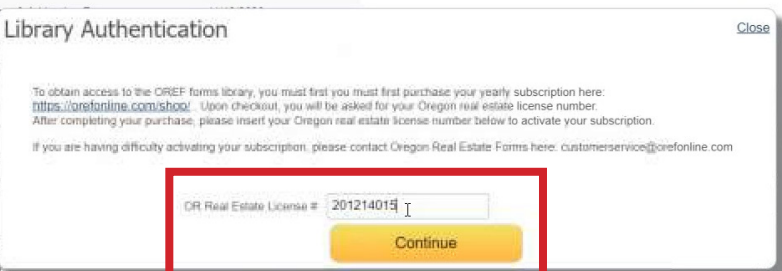 Library Authentication
Close
To obtain access to the OREF forms library, you must first you must first purchase your yearly subscription here:
https://orefonline.com/shop/ . Upon checkout, you will be asked for your Oregon real estate license number.
After completing your purchase, please insert your Oregon real estate license number below to activate your subscription.
If you are having difficulty activating your subscription, please contact Oregon Real Estate Forms here: customerservice@orefonline.com
OR Real Estate License # 201214015
Continue